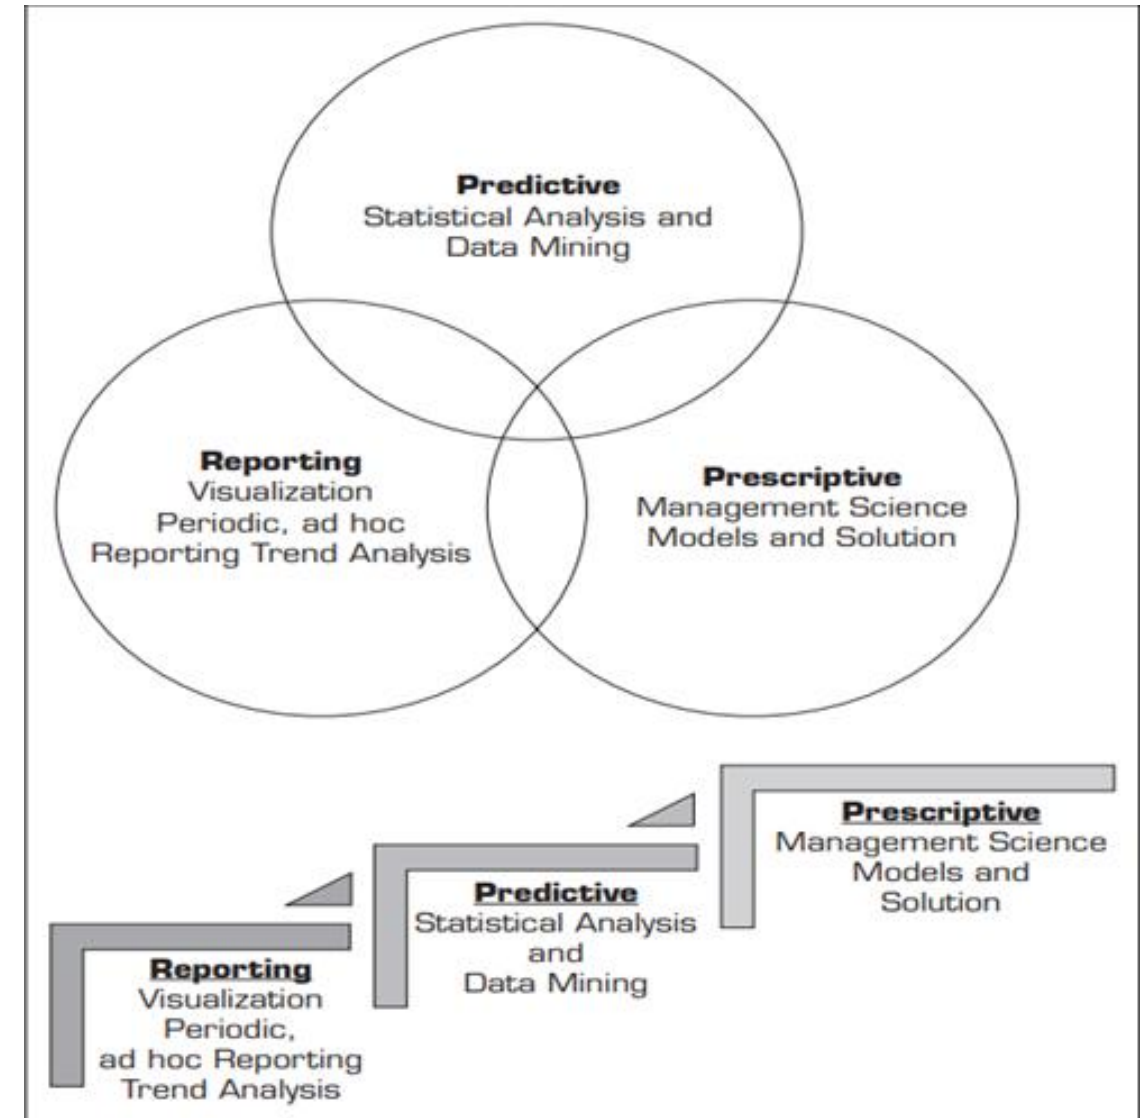 Predictive
Statistical Analysis and
Data Mining
Reporting
Visualization
Periodic, ad hoc
Reporting Trend Analysis
Prescriptive
Management Science
Models and Solution
Reporting
Visualization
Periodic,
ad hoc Reporting
Trend Analysis
Predictive
Statistical Analysis
and
Data Mining
Prescriptive
Management Science
Models and
Solution